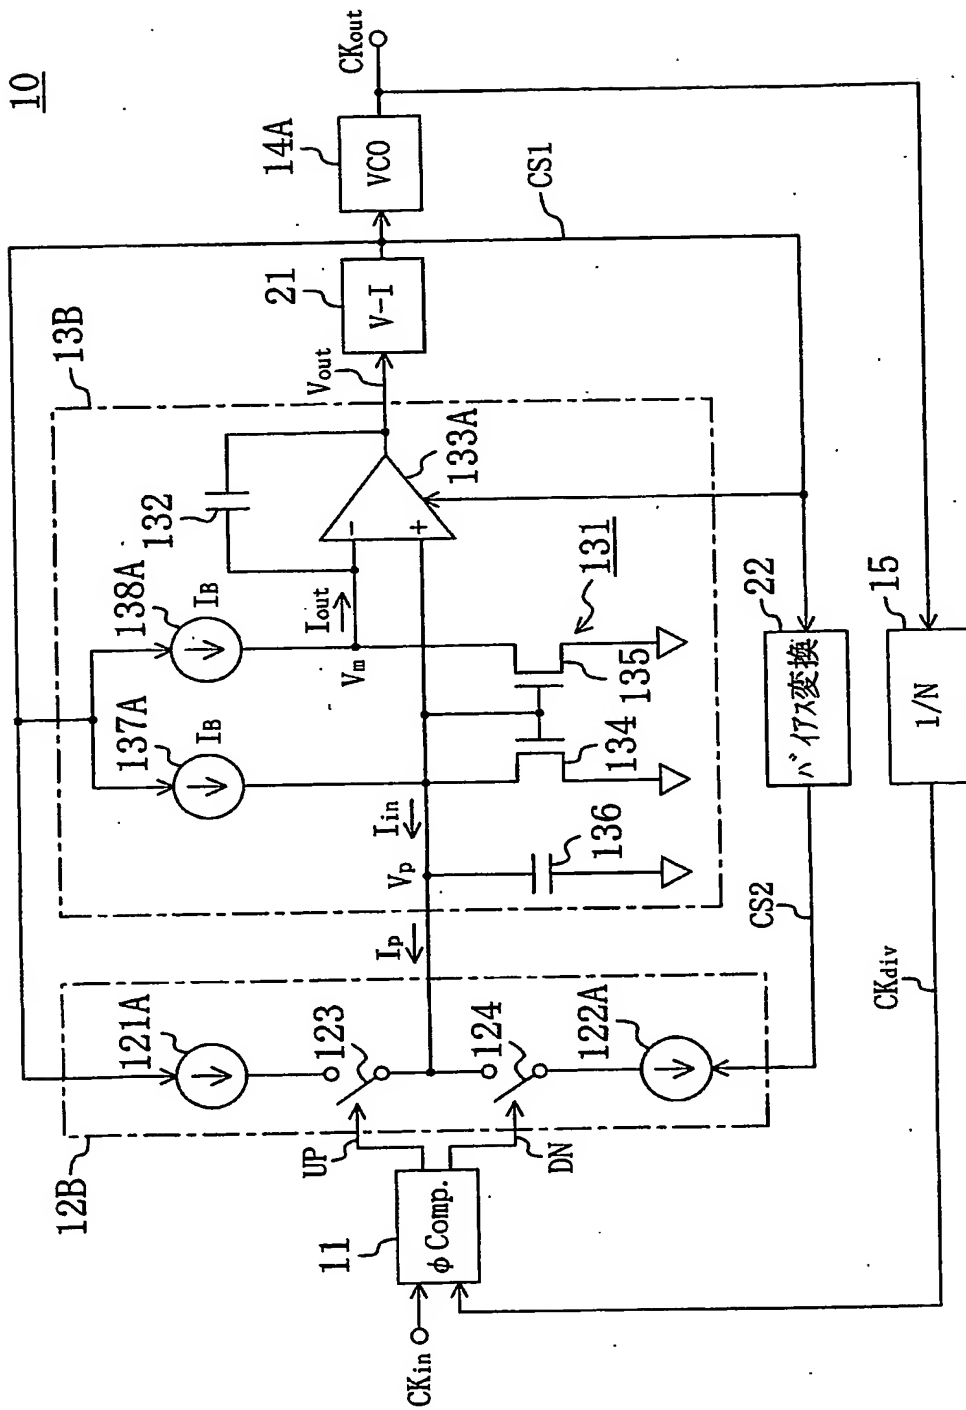 10
12B
121A
123
124
122A
UP
DN
11
φ Comp.
CKin
Ip
13B
137A
IB
138A
IB
132
Iout
Vm
Iin
Vp
136
134
135
131
−
+
133A
Vout
21
V-I
14A
VCO
CKout
CS1
22
バイアス変換
CS2
15
1/N
CKdiv